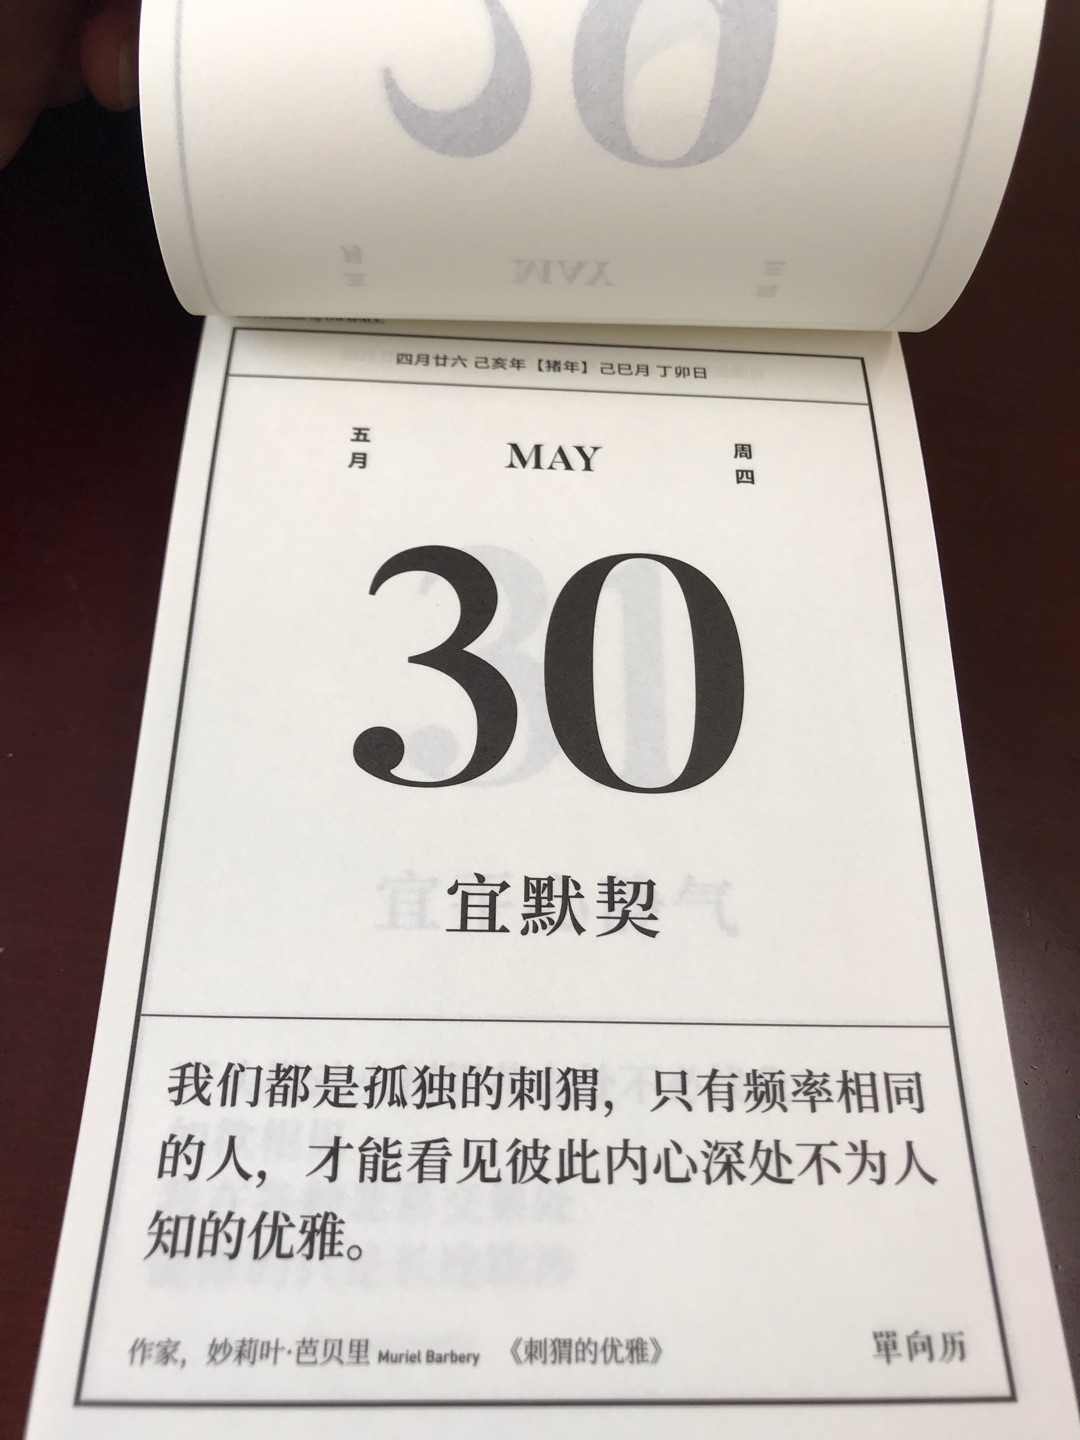 四月廿六 己亥年【猪年】己巳月 丁卯日
五月
MAY
周四
30
宜默契
我们都是孤独的刺猬，只有频率相同
的人，才能看见彼此内心深处不为人
知的优雅。
作家，妙莉叶·芭贝里 Muriel Barbery 《刺猬的优雅》
單向历